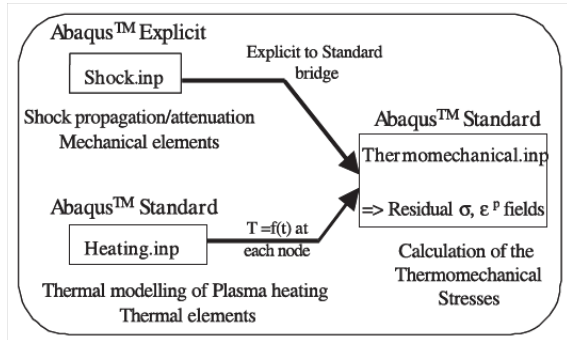 Abaqus™ Explicit
Shock.inp
Shock propagation/attenuation
Mechanical elements
Explicit to Standard
bridge
Abaqus™ Standard
Heating.inp
Thermal modelling of Plasma heating
Thermal elements
T =f(t) at
each node
Abaqus™ Standard
Thermomechanical.inp
=> Residual σ, ε ᵖ fields
Calculation of the
Thermomechanical
Stresses